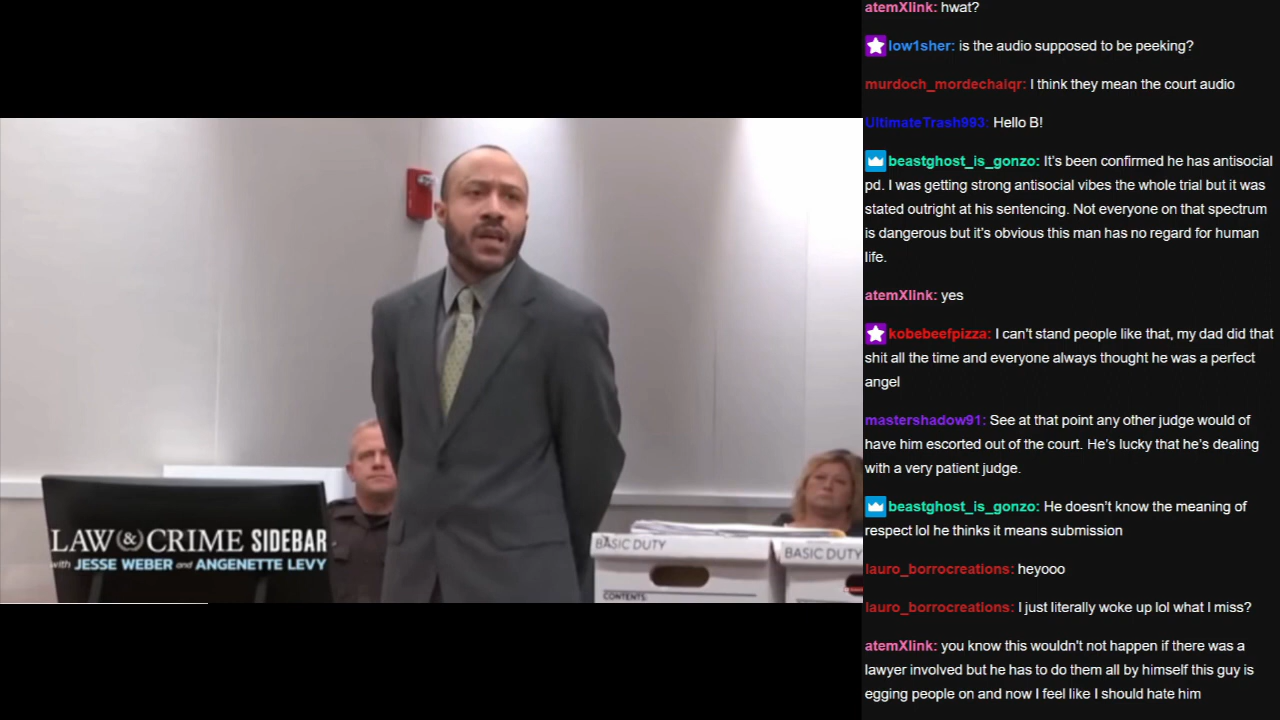 LAW & CRIME SIDEBAR
with JESSE WEBER and ANGENETTE LEVY
BASIC DUTY
BASIC DUTY
CONTENTS:
atemXlink: hwat?
low1sher: is the audio supposed to be peeking?
murdoch_mordechaiqr: I think they mean the court audio
UltimateTrash993: Hello B!
beastghost_is_gonzo: It's been confirmed he has antisocial
pd. I was getting strong antisocial vibes the whole trial but it was
stated outright at his sentencing. Not everyone on that spectrum
is dangerous but it's obvious this man has no regard for human
life.
atemXlink: yes
kobebeefpizza: I can't stand people like that, my dad did that
shit all the time and everyone always thought he was a perfect
angel
mastershadow91: See at that point any other judge would of
have him escorted out of the court. He's lucky that he's dealing
with a very patient judge.
beastghost_is_gonzo: He doesn't know the meaning of
respect lol he thinks it means submission
lauro_borrocreations: heyooo
lauro_borrocreations: I just literally woke up lol what I miss?
atemXlink: you know this wouldn't not happen if there was a
lawyer involved but he has to do them all by himself this guy is
egging people on and now I feel like I should hate him